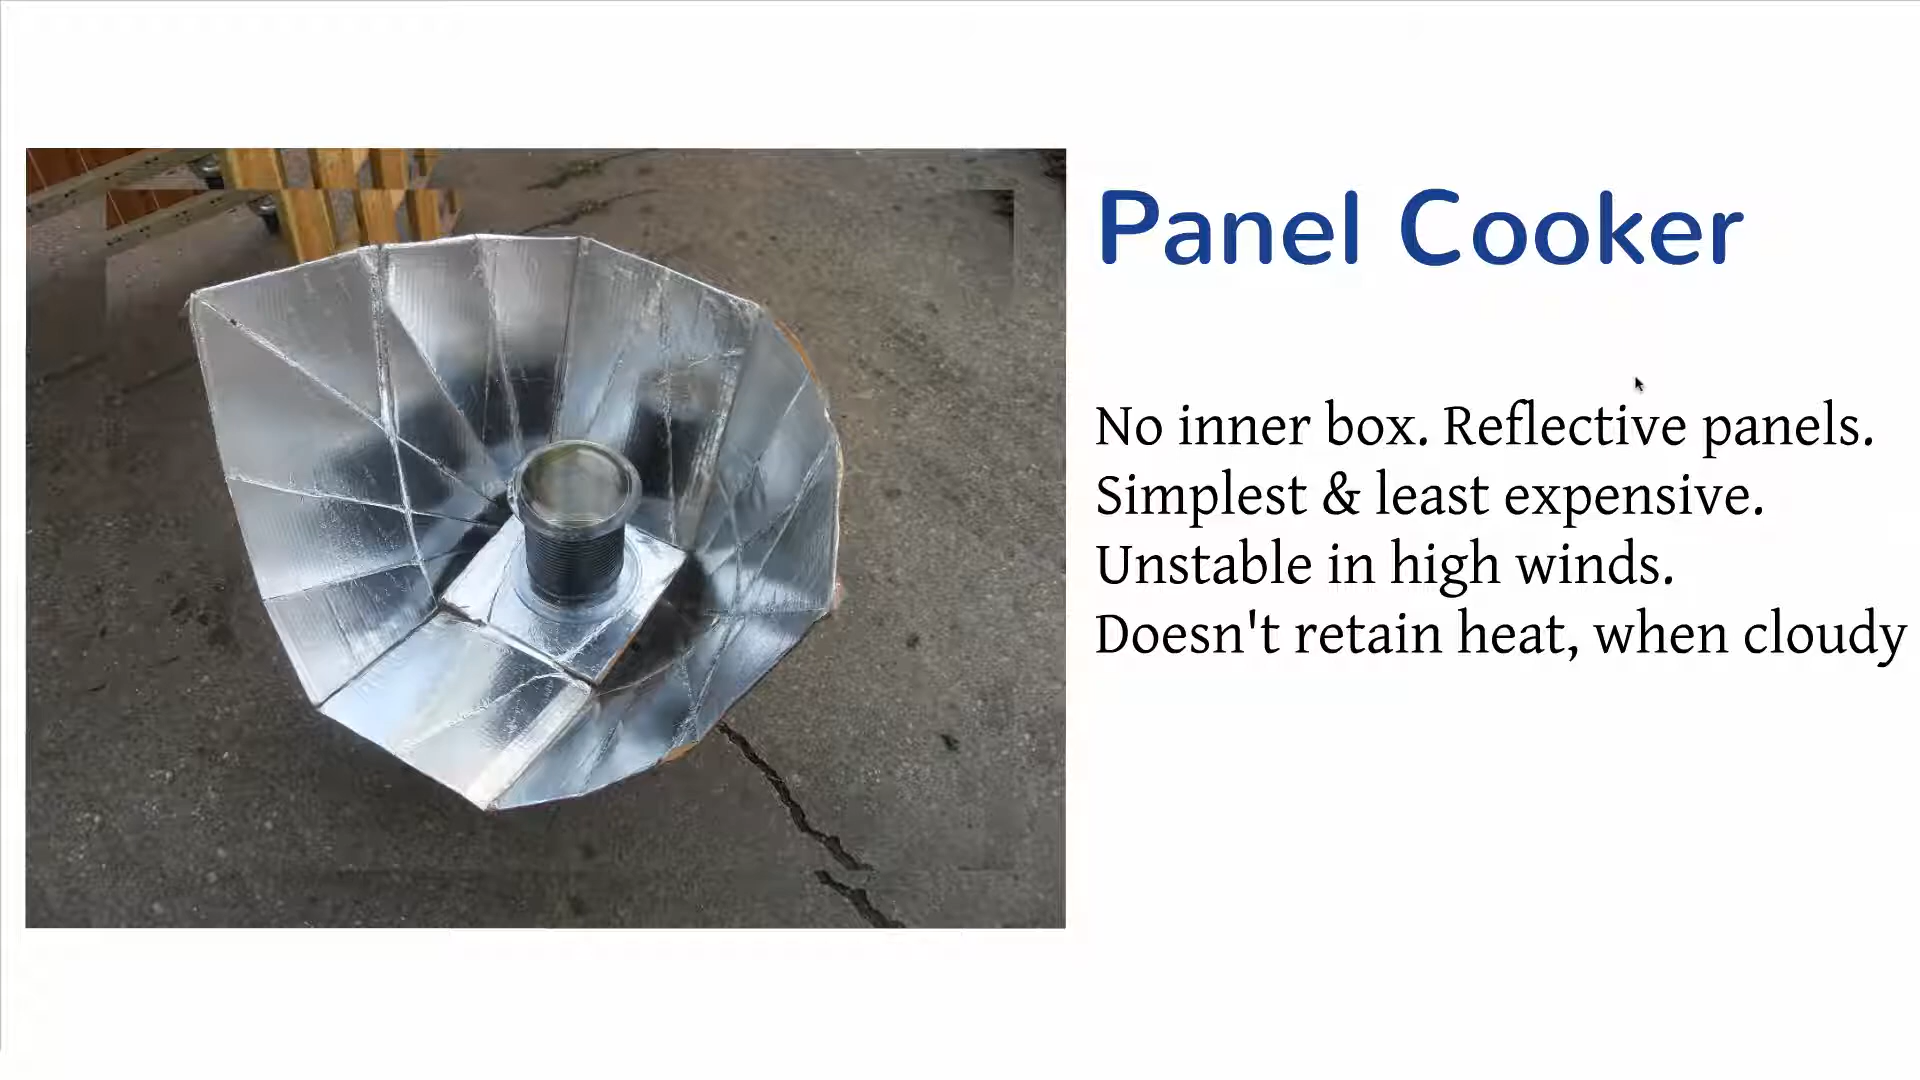 Panel Cooker
No inner box. Reflective panels.
Simplest & least expensive.
Unstable in high winds.
Doesn't retain heat, when cloudy